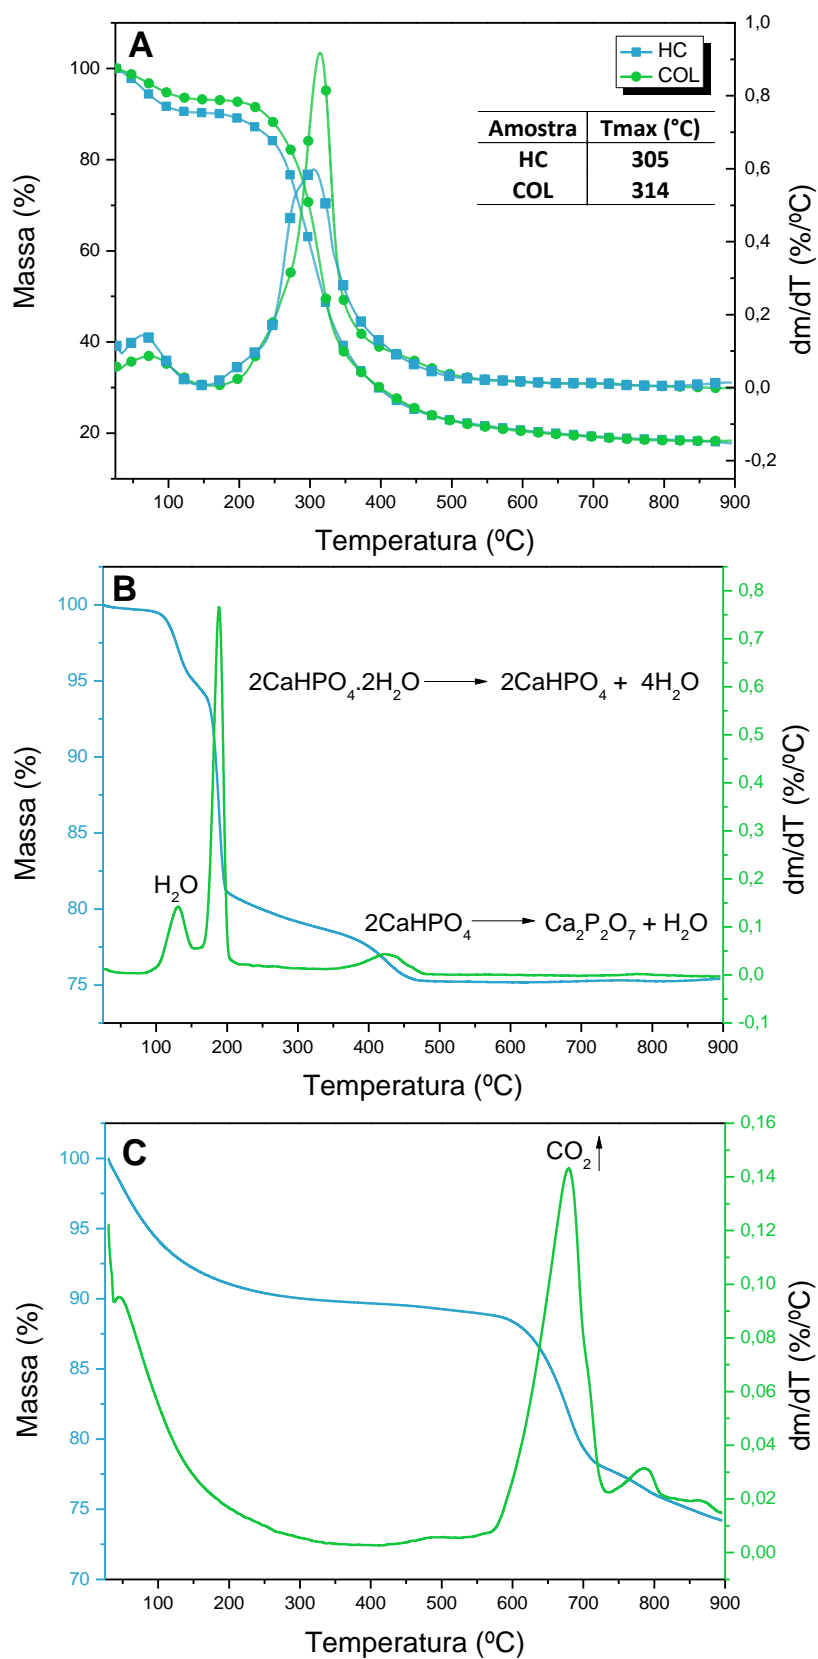 A
HC
COL
Amostra Tmax (°C)
HC 305
COL 314
Massa (%)
100
80
60
40
20
1,0
0,8
0,6
0,4
0,2
0,0
-0,2
dm/dT (%/ºC)
100 200 300 400 500 600 700 800 900
Temperatura (ºC)
B
Massa (%)
100
95
90
85
80
75
0,8
0,7
0,6
0,5
0,4
0,3
0,2
0,1
0,0
-0,1
dm/dT (%/ºC)
2CaHPO₄.2H₂O → 2CaHPO₄ + 4H₂O
H₂O
2CaHPO₄ → Ca₂P₂O₇ + H₂O
100 200 300 400 500 600 700 800 900
Temperatura (ºC)
C
CO₂ ↑
Massa (%)
100
95
90
85
79
75
70
0,16
0,14
0,12
0,10
0,08
0,06
0,04
0,02
0,00
dm/dT (%/ºC)
100 200 300 400 500 600 700 800 900
Temperatura (ºC)